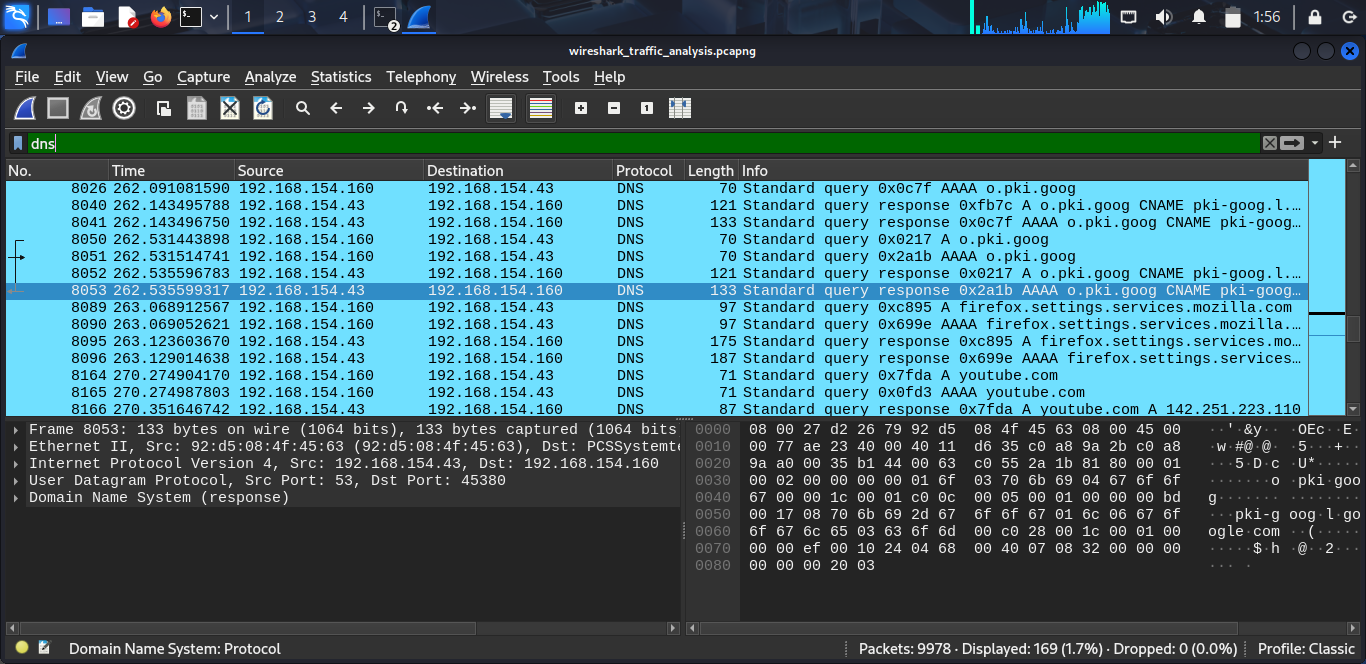 1 2 3 4 2 1:56
wireshark_traffic_analysis.pcapng
File Edit View Go Capture Analyze Statistics Telephony Wireless Tools Help
dns
No. Time Source Destination Protocol Length Info
8026 262.091081590 192.168.154.160 192.168.154.43 DNS 70 Standard query 0x0c7f AAAA o.pki.goog
8040 262.143495788 192.168.154.43 192.168.154.160 DNS 121 Standard query response 0xfb7c A o.pki.goog CNAME pki-goog.l.…
8041 262.143496750 192.168.154.43 192.168.154.160 DNS 133 Standard query response 0x0c7f AAAA o.pki.goog CNAME pki-goog…
8050 262.531443898 192.168.154.160 192.168.154.43 DNS 70 Standard query 0x0217 A o.pki.goog
8051 262.531514741 192.168.154.160 192.168.154.43 DNS 70 Standard query 0x2a1b AAAA o.pki.goog
8052 262.535596783 192.168.154.43 192.168.154.160 DNS 121 Standard query response 0x0217 A o.pki.goog CNAME pki-goog.l.…
8053 262.535599317 192.168.154.43 192.168.154.160 DNS 133 Standard query response 0x2a1b AAAA o.pki.goog CNAME pki-goog…
8089 263.068912567 192.168.154.160 192.168.154.43 DNS 97 Standard query 0xc895 A firefox.settings.services.mozilla.com
8090 263.069052621 192.168.154.160 192.168.154.43 DNS 97 Standard query 0x699e AAAA firefox.settings.services.mozilla.…
8095 263.123603670 192.168.154.43 192.168.154.160 DNS 175 Standard query response 0xc895 A firefox.settings.services.mo…
8096 263.129014638 192.168.154.43 192.168.154.160 DNS 187 Standard query response 0x699e AAAA firefox.settings.services…
8164 270.274904170 192.168.154.160 192.168.154.43 DNS 71 Standard query 0x7fda A youtube.com
8165 270.274987803 192.168.154.160 192.168.154.43 DNS 71 Standard query 0x0fd3 AAAA youtube.com
8166 270.351646742 192.168.154.43 192.168.154.160 DNS 87 Standard query response 0x7fda A youtube.com A 142.251.223.110
Frame 8053: 133 bytes on wire (1064 bits), 133 bytes captured (1064 bits
Ethernet II, Src: 92:d5:08:4f:45:63 (92:d5:08:4f:45:63), Dst: PCSSystemte
Internet Protocol Version 4, Src: 192.168.154.43, Dst: 192.168.154.160
User Datagram Protocol, Src Port: 53, Dst Port: 45380
Domain Name System (response)
0000 08 00 27 d2 26 79 92 d5 08 4f 45 63 08 00 45 00 ··'·&y·· ·OEc··E·
0010 00 77 ae 23 40 00 40 11 d6 35 c0 a8 9a 2b c0 a8 ·w·#@·@· ·5···+··
0020 9a a0 00 35 b1 44 00 63 c0 55 2a 1b 81 80 00 01 ···5·D·c ·U*·····
0030 00 02 00 00 00 00 01 6f 03 70 6b 69 04 67 6f 6f ·······o ·pki·goo
0040 67 00 00 1c 00 01 c0 0c 00 05 00 01 00 00 00 bd g······· ········
0050 00 17 08 70 6b 69 2d 67 6f 6f 67 01 6c 06 67 6f ···pki-g oog·l·go
0060 6f 67 6c 65 03 63 6f 6d 00 c0 28 00 1c 00 01 00 ogle·com ··(·····
0070 00 00 ef 00 10 24 04 68 00 40 07 08 32 00 00 00 ·····$·h ·@··2···
0080 00 00 00 20 03 ··· ·
Domain Name System: Protocol Packets: 9978 · Displayed: 169 (1.7%) · Dropped: 0 (0.0%) Profile: Classic